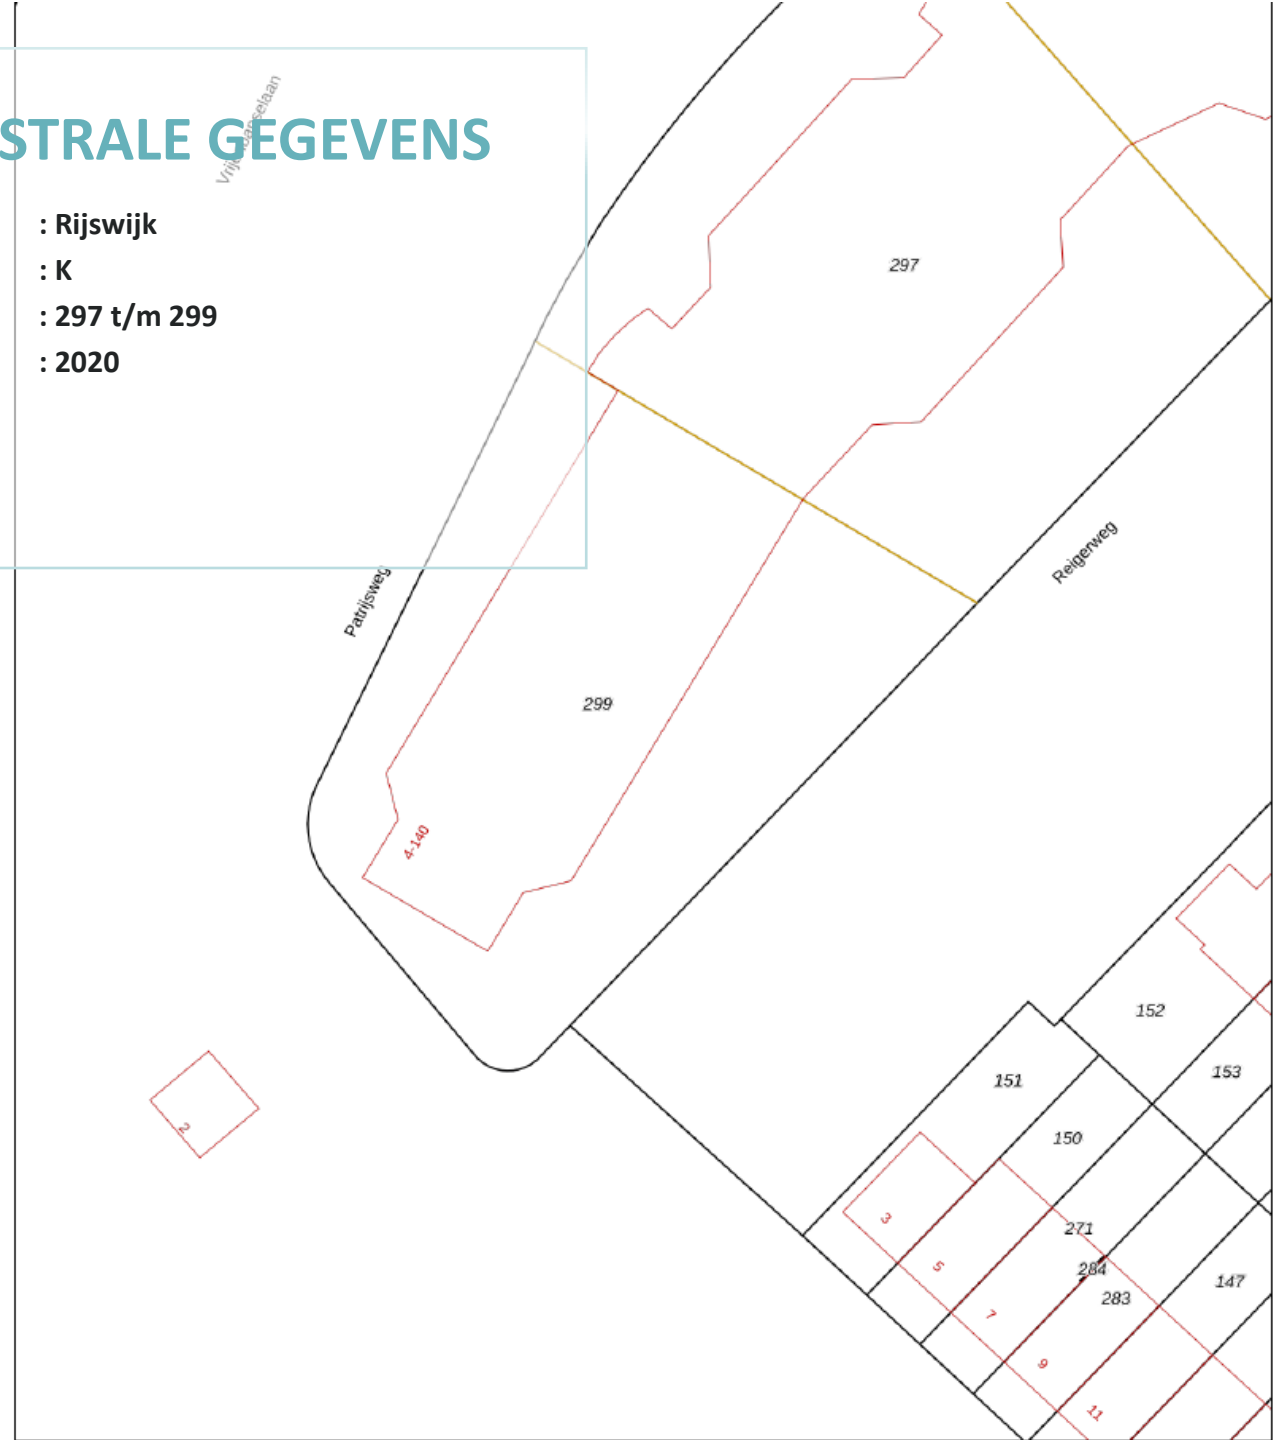 Vrijenbanselaan
STRALE GEGEVENS
: Rijswijk
: K
: 297 t/m 299
: 2020
297
Reigerweg
Patrijsweg
299
4-140
152
153
151
150
2
3
271
5
284
147
283
7
9
11